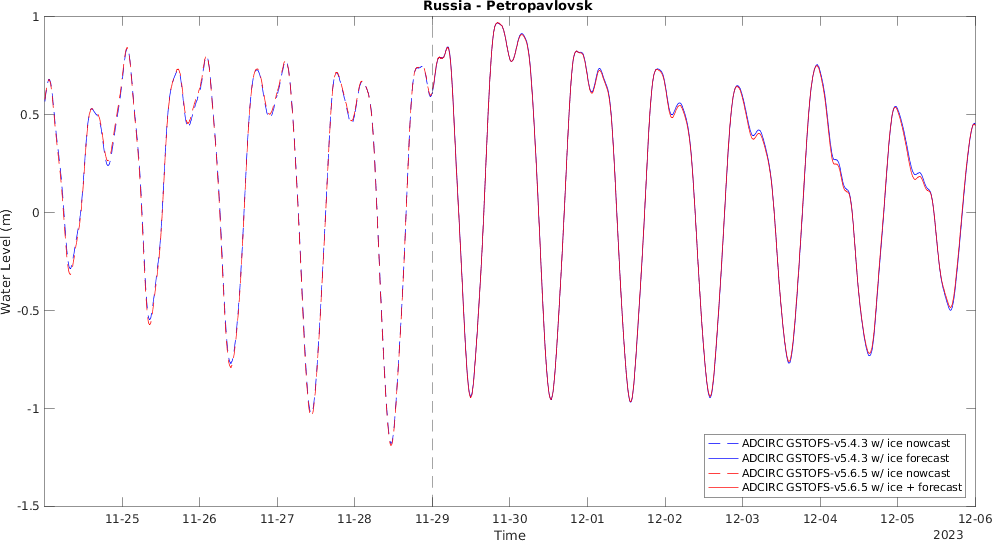 Russia - Petropavlovsk
1
0.5
0
-0.5
-1
-1.5
Water Level (m)
ADCIRC GSTOFS-v5.4.3 w/ ice nowcast
ADCIRC GSTOFS-v5.4.3 w/ ice forecast
ADCIRC GSTOFS-v5.6.5 w/ ice nowcast
ADCIRC GSTOFS-v5.6.5 w/ ice + forecast
11-25 11-26 11-27 11-28 11-29 11-30 12-01 12-02 12-03 12-04 12-05 12-06
Time
2023